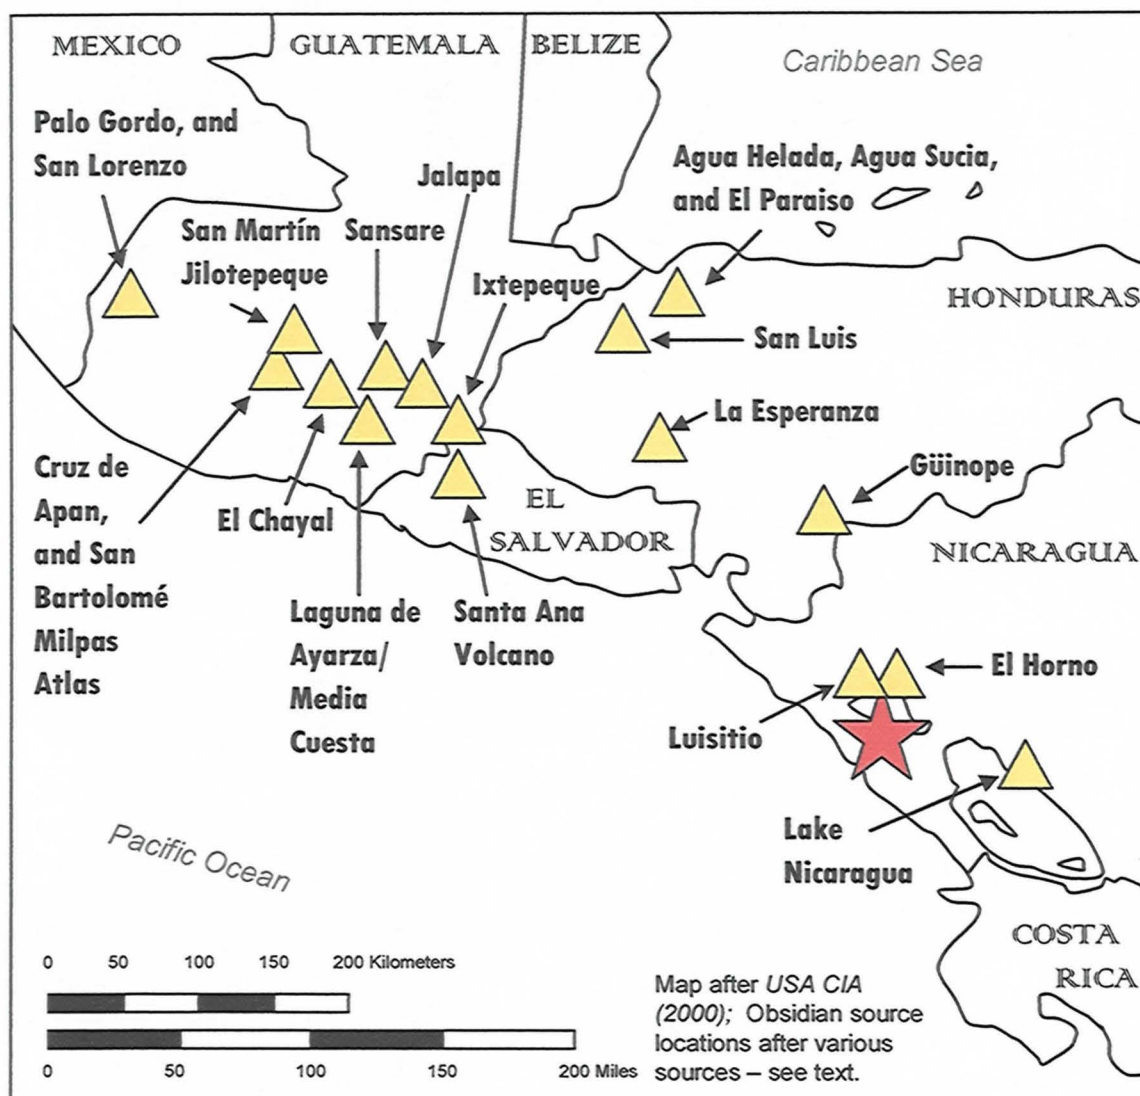 MEXICO
GUATEMALA
BELIZE
Caribbean Sea
Palo Gordo, and
San Lorenzo
Jalapa
Agua Helada, Agua Sucia,
and El Paraiso
San Martín
Jilotepeque
Sansare
Ixtepeque
HONDURAS
San Luis
La Esperanza
Cruz de
Apan,
and San
Bartolomé
Milpas
Atlas
El Chayal
EL
SALVADOR
Güinope
NICARAGUA
Laguna de
Ayarza/
Media
Cuesta
Santa Ana
Volcano
El Horno
Luisitio
Lake
Nicaragua
Pacific Ocean
COSTA
RICA
0 50 100 150 200 Kilometers
0 50 100 150 200 Miles
Map after USA CIA
(2000); Obsidian source
locations after various
sources – see text.